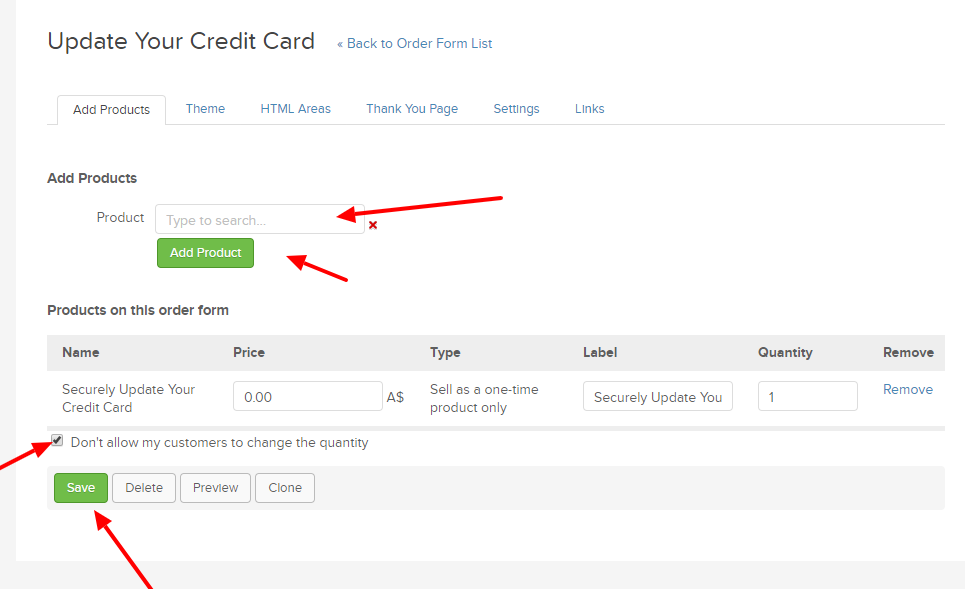 Update Your Credit Card « Back to Order Form List
Add Products Theme HTML Areas Thank You Page Settings Links
Add Products
Product Type to search...
Add Product
Products on this order form
Name Price Type Label Quantity Remove
Securely Update Your Credit Card 0.00 A$ Sell as a one-time product only Securely Update You 1 Remove
Don't allow my customers to change the quantity
Save Delete Preview Clone